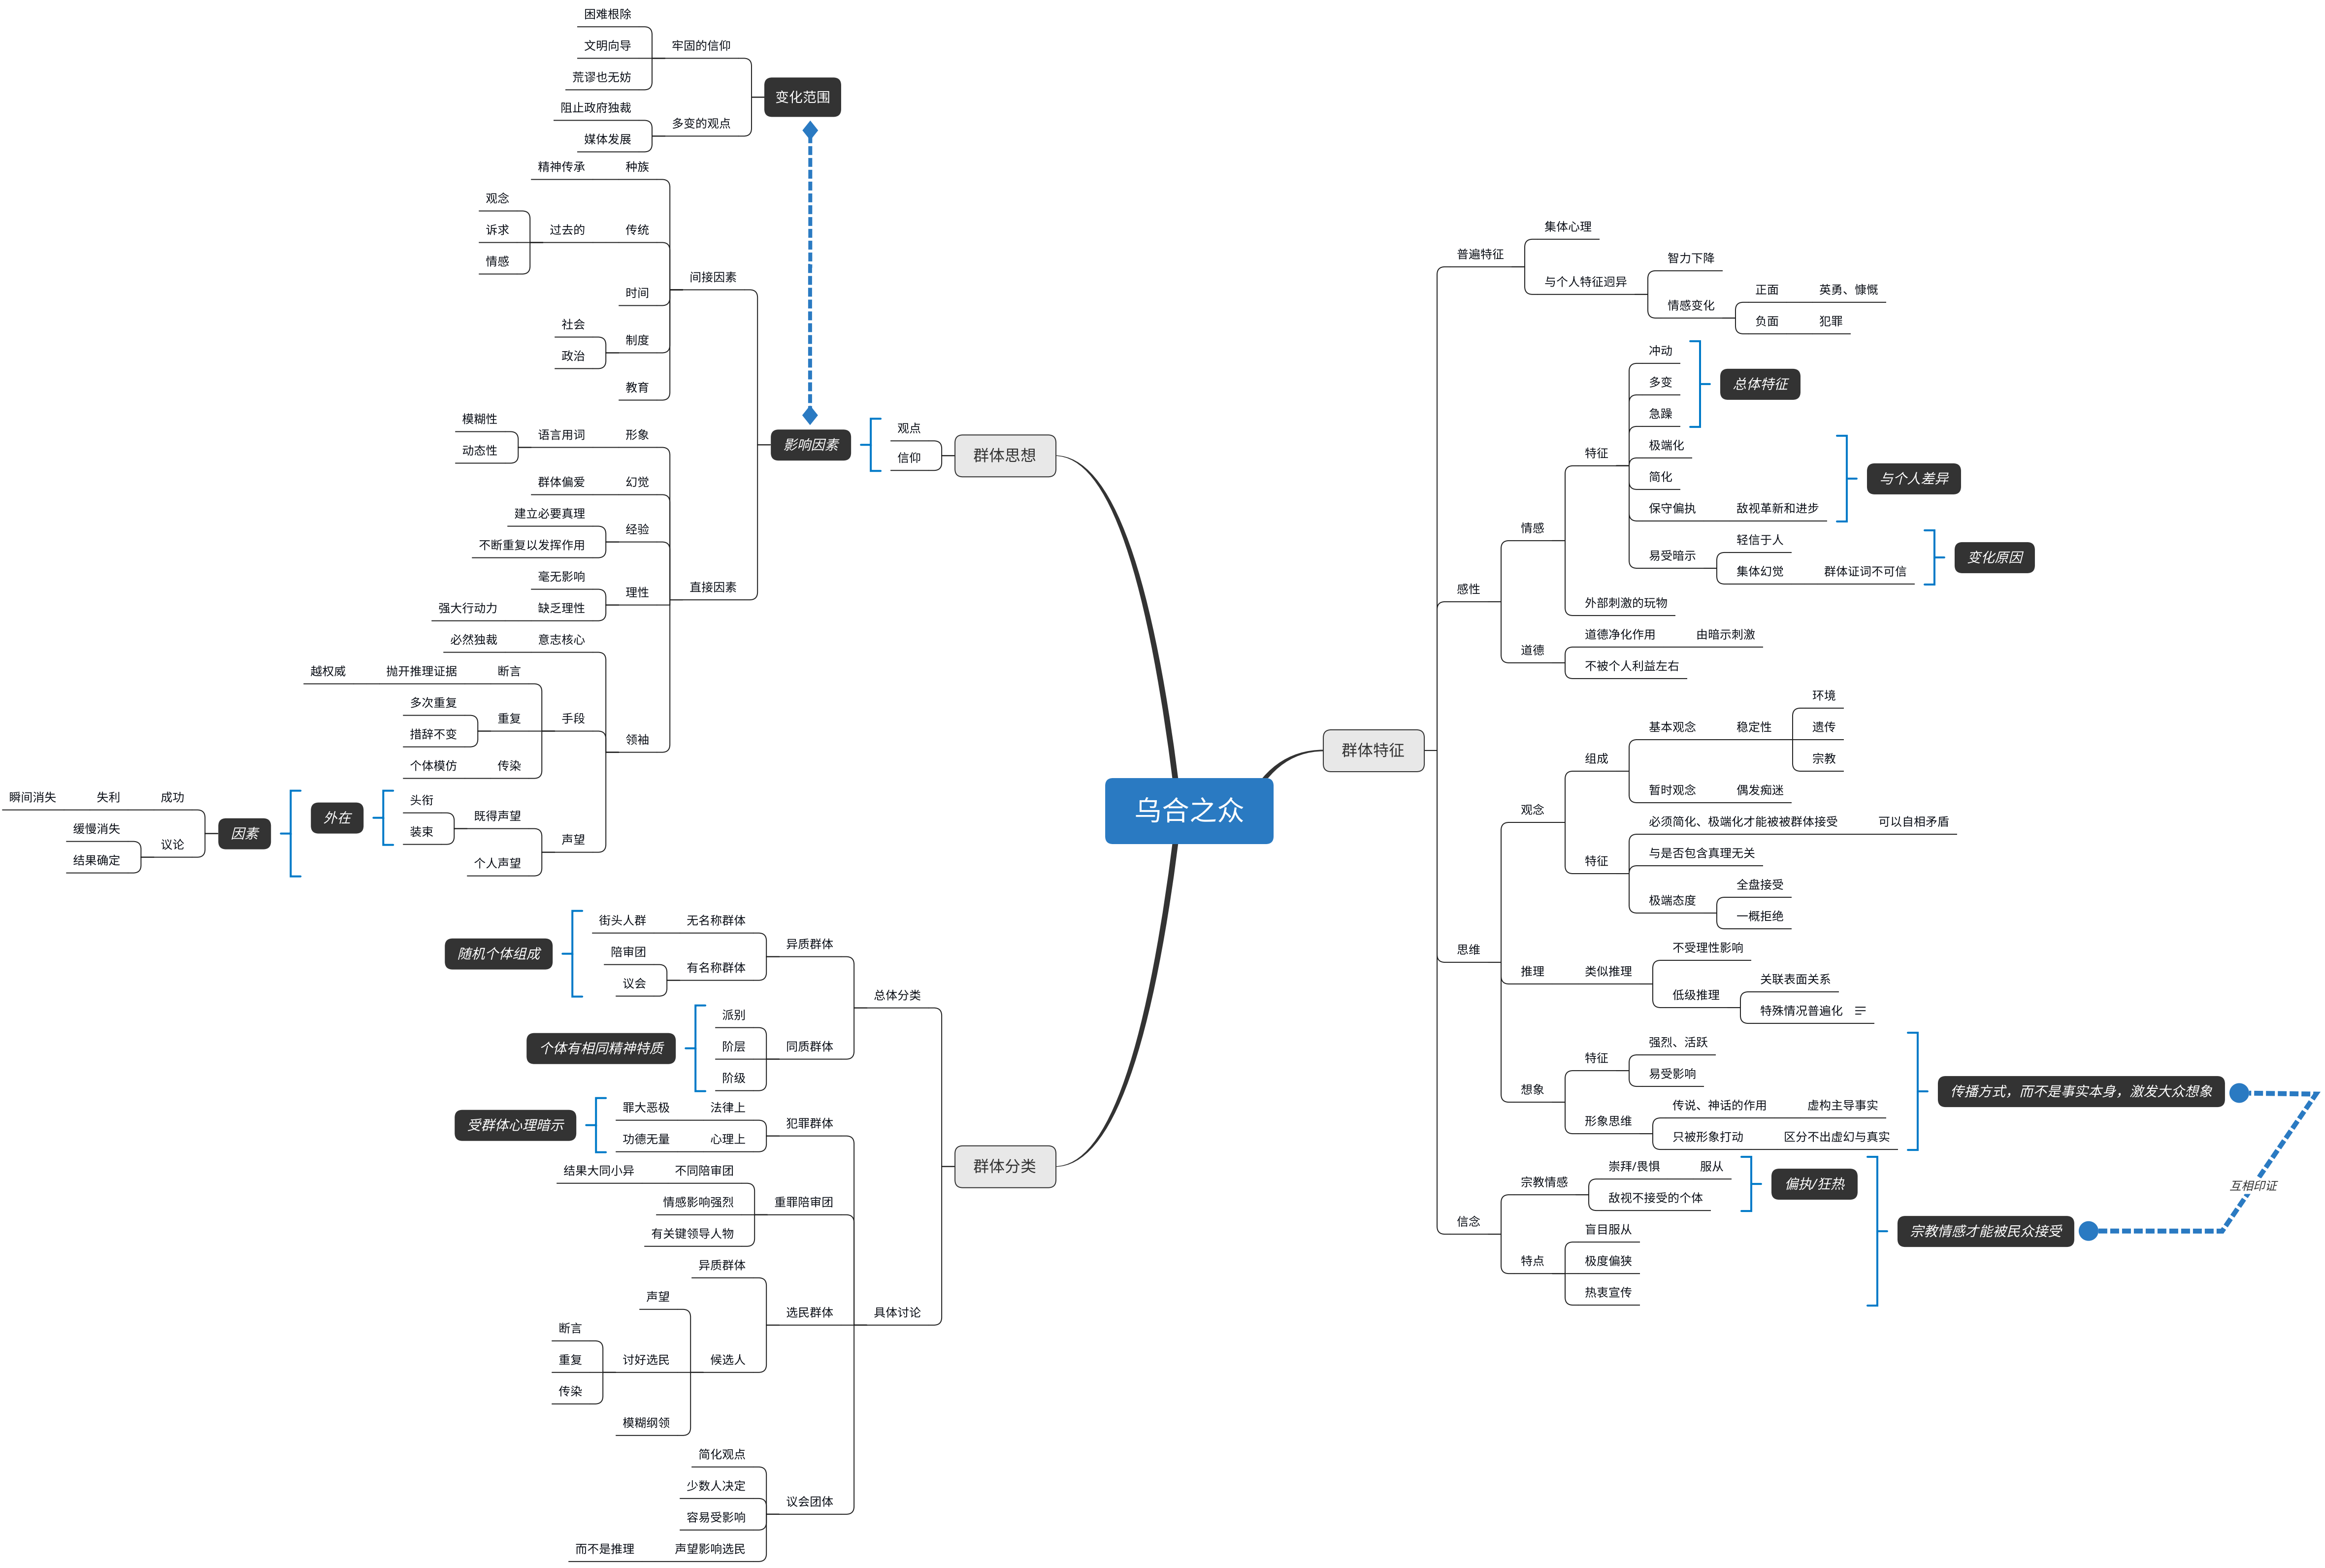 乌合之众
群体特征
普遍特征
集体心理
与个人特征迥异
智力下降
情感变化
正面
英勇、慷慨
负面
犯罪
感性
情感
特征
冲动
多变
急躁
总体特征
极端化
简化
保守偏执
敌视革新和进步
与个人差异
易受暗示
轻信于人
集体幻觉
群体证词不可信
变化原因
外部刺激的玩物
道德
道德净化作用
由暗示刺激
不被个人利益左右
思维
观念
组成
基本观念
稳定性
环境
遗传
宗教
暂时观念
偶发痴迷
特征
必须简化、极端化才能被被群体接受
可以自相矛盾
与是否包含真理无关
极端态度
全盘接受
一概拒绝
推理
类似推理
不受理性影响
低级推理
关联表面关系
特殊情况普遍化
想象
特征
强烈、活跃
易受影响
形象思维
传说、神话的作用
虚构主导事实
只被形象打动
区分不出虚幻与真实
传播方式，而不是事实本身，激发大众想象
信念
宗教情感
崇拜/畏惧
服从
敌视不接受的个体
偏执/狂热
特点
盲目服从
极度偏狭
热衷宣传
宗教情感才能被民众接受
互相印证
群体思想
观点
信仰
影响因素
变化范围
牢固的信仰
困难根除
文明向导
荒谬也无妨
多变的观点
阻止政府独裁
媒体发展
间接因素
种族
精神传承
传统
过去的
观念
诉求
情感
时间
制度
社会
政治
教育
直接因素
形象
语言用词
模糊性
动态性
幻觉
群体偏爱
经验
建立必要真理
不断重复以发挥作用
理性
毫无影响
缺乏理性
强大行动力
领袖
意志核心
必然独裁
手段
断言
抛开推理证据
越权威
重复
多次重复
措辞不变
传染
个体模仿
声望
既得声望
头衔
装束
外在
个人声望
因素
成功
失利
瞬间消失
议论
缓慢消失
结果确定
群体分类
总体分类
异质群体
无名称群体
街头人群
有名称群体
陪审团
议会
随机个体组成
同质群体
派别
阶层
阶级
个体有相同精神特质
具体讨论
犯罪群体
法律上
罪大恶极
心理上
功德无量
受群体心理暗示
重罪陪审团
不同陪审团
结果大同小异
情感影响强烈
有关键领导人物
选民群体
异质群体
候选人
声望
讨好选民
断言
重复
传染
模糊纲领
议会团体
简化观点
少数人决定
容易受影响
声望影响选民
而不是推理